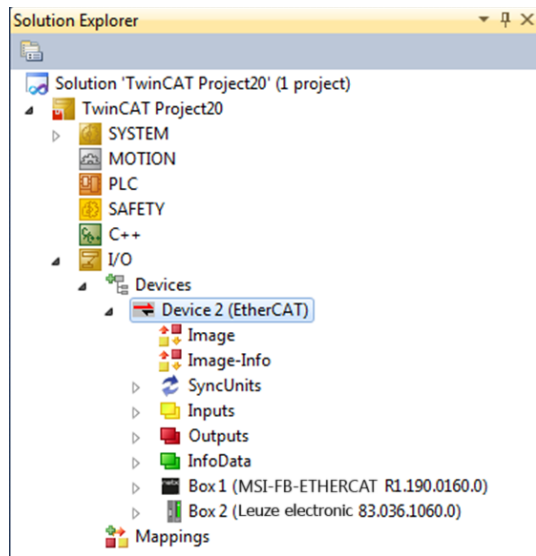 Solution Explorer
Solution 'TwinCAT Project20' (1 project)
TwinCAT Project20
SYSTEM
MOTION
PLC
SAFETY
C++
I/O
Devices
Device 2 (EtherCAT)
Image
Image-Info
SyncUnits
Inputs
Outputs
InfoData
Box 1 (MSI-FB-ETHERCAT R1.190.0160.0)
Box 2 (Leuze electronic 83.036.1060.0)
Mappings